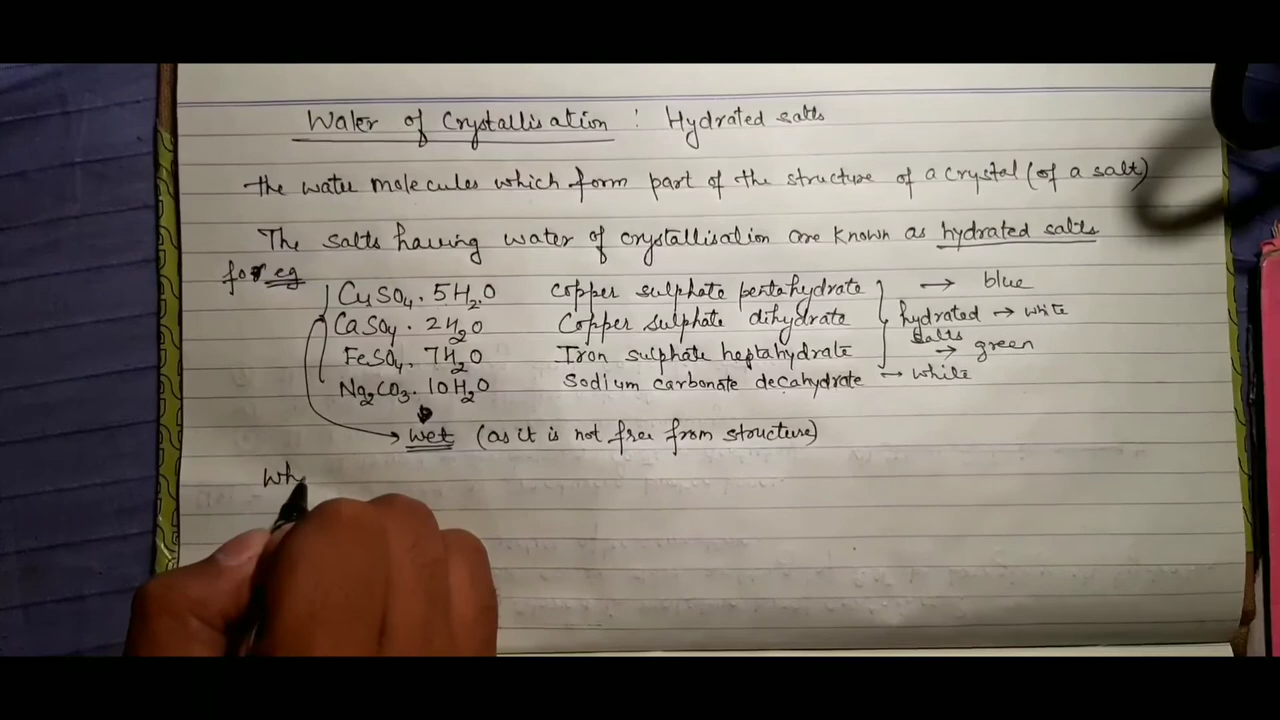 Water of Crystallisation : Hydrated salts
the water molecules which form part of the structure of a crystal (of a salt)
The salts having water of crystallisation are known as hydrated salts
for eg
CuSO4 . 5H2O Copper sulphate pentahydrate → blue
CaSO4 . 2H2O Copper sulphate dihydrate hydrated salts → white
FeSO4 . 7H2O Iron sulphate heptahydrate → green
Na2CO3 . 10H2O Sodium carbonate decahydrate → while
→ wet (as it is not free from structure)
Wh